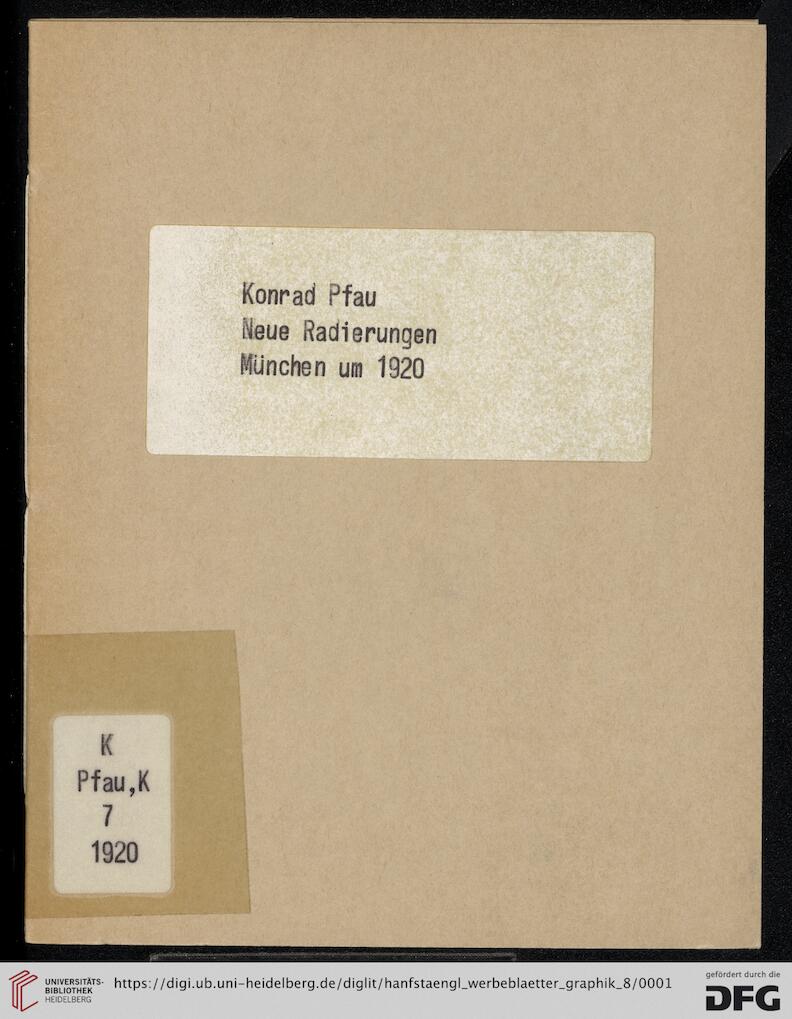 Konrad Pfau
Neue Radierungen
München um 1920
K
Pfau,K
7
1920
UNIVERSITÄTS-
BIBLIOTHEK
HEIDELBERG
https://digi.ub.uni-heidelberg.de/diglit/hanfstaengl_werbeblaetter_graphik_8/0001
gefördert durch die
DFG